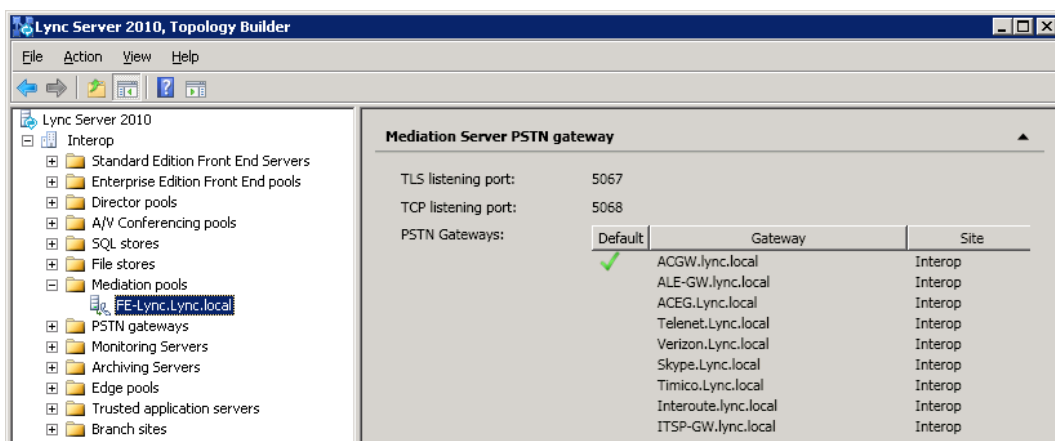 Lync Server 2010, Topology Builder
File Action View Help
Lync Server 2010
Interop
Standard Edition Front End Servers
Enterprise Edition Front End pools
Director pools
A/V Conferencing pools
SQL stores
File stores
Mediation pools
FE-Lync.Lync.local
PSTN gateways
Monitoring Servers
Archiving Servers
Edge pools
Trusted application servers
Branch sites
Mediation Server PSTN gateway
TLS listening port: 5067
TCP listening port: 5068
PSTN Gateways:
Default Gateway Site
ACGW.lync.local Interop
ALE-GW.lync.local Interop
ACEG.Lync.local Interop
Telenet.Lync.local Interop
Verizon.Lync.local Interop
Skype.Lync.local Interop
Timico.Lync.local Interop
Interoute.lync.local Interop
ITSP-GW.lync.local Interop